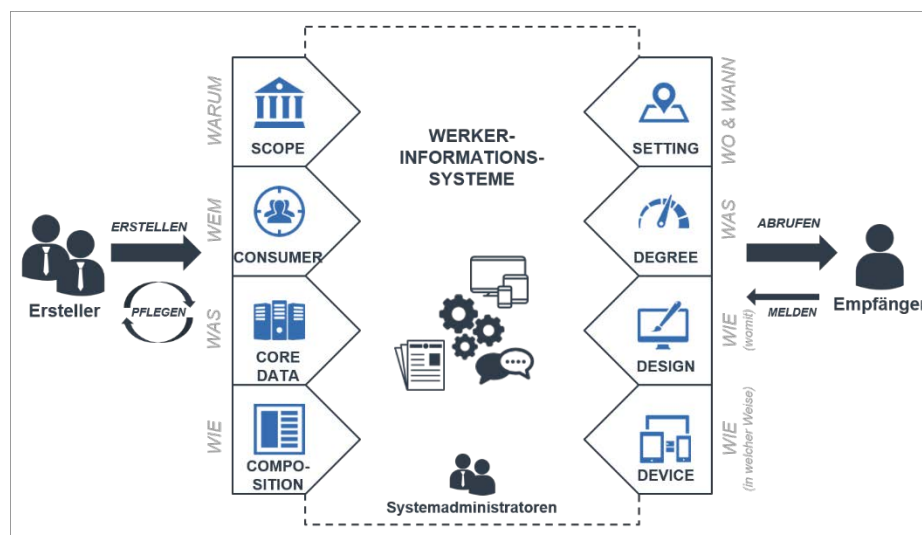 WARUM
SCOPE
WEM
CONSUMER
WAS
CORE
DATA
WIE
COMPO-
SITION
ERSTELLEN
Ersteller
PFLEGEN
WERKER-
INFORMATIONS-
SYSTEME
Systemadministratoren
SETTING
WO & WANN
DEGREE
WAS
DESIGN
WIE
(womit)
DEVICE
WIE
(in welcher Weise)
ABRUFEN
MELDEN
Empfänger